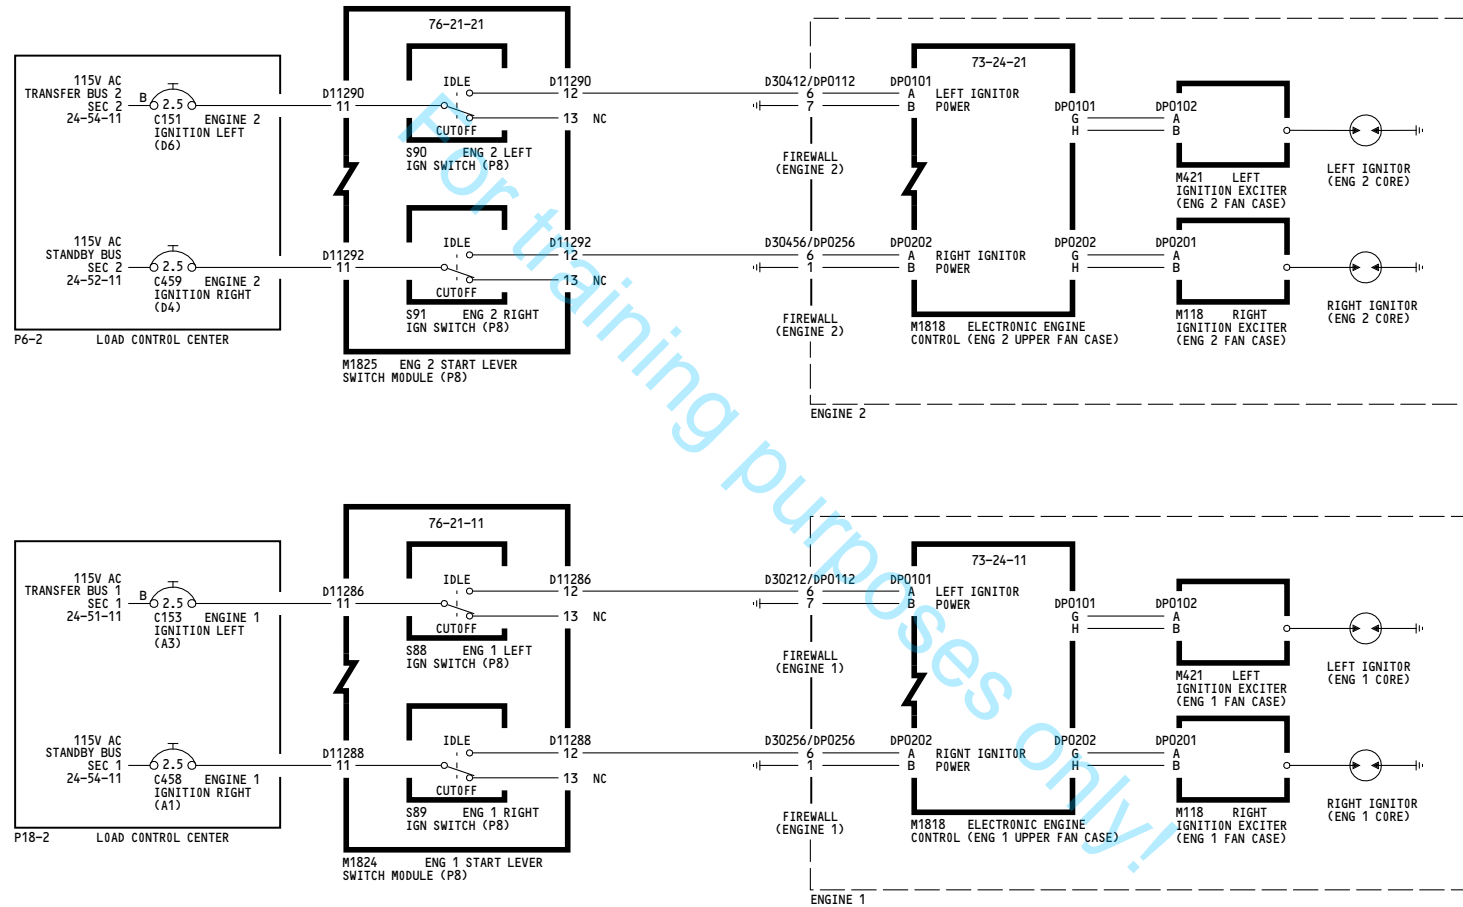 76-21-21
115V AC
TRANSFER BUS 2
SEC 2
24-54-11
B
2.5
C151 ENGINE 2
IGNITION LEFT
(D6)
D11290
11
IDLE
CUTOFF
S90 ENG 2 LEFT
IGN SWITCH (P8)
D11290
12
13 NC
D30412/DP0112
6
7
FIREWALL
(ENGINE 2)
DP0101
A LEFT IGNITOR
B POWER
73-24-21
DP0101
G
H
DP0102
A
B
M421 LEFT
IGNITION EXCITER
(ENG 2 FAN CASE)
LEFT IGNITOR
(ENG 2 CORE)
115V AC
STANDBY BUS
SEC 2
24-52-11
2.5
C459 ENGINE 2
IGNITION RIGHT
(D4)
D11292
11
IDLE
CUTOFF
S91 ENG 2 RIGHT
IGN SWITCH (P8)
D11292
12
13 NC
D30456/DP0256
6
1
FIREWALL
(ENGINE 2)
DP0202
A RIGHT IGNITOR
B POWER
DP0202
G
H
DP0201
A
B
M118 RIGHT
IGNITION EXCITER
(ENG 2 FAN CASE)
RIGHT IGNITOR
(ENG 2 CORE)
P6-2 LOAD CONTROL CENTER
M1825 ENG 2 START LEVER
SWITCH MODULE (P8)
M1818 ELECTRONIC ENGINE
CONTROL (ENG 2 UPPER FAN CASE)
ENGINE 2
For training purposes only!
76-21-11
115V AC
TRANSFER BUS 1
SEC 1
24-51-11
B
2.5
C153 ENGINE 1
IGNITION LEFT
(A3)
D11286
11
IDLE
CUTOFF
S88 ENG 1 LEFT
IGN SWITCH (P8)
D11286
12
13 NC
D30212/DP0112
6
7
FIREWALL
(ENGINE 1)
DP0101
A LEFT IGNITOR
B POWER
73-24-11
DP0101
G
H
DP0102
A
B
M421 LEFT
IGNITION EXCITER
(ENG 1 FAN CASE)
LEFT IGNITOR
(ENG 1 CORE)
115V AC
STANDBY BUS
SEC 1
24-54-11
2.5
C458 ENGINE 1
IGNITION RIGHT
(A1)
D11288
11
IDLE
CUTOFF
S89 ENG 1 RIGHT
IGN SWITCH (P8)
D11288
12
13 NC
D30256/DP0256
6
1
FIREWALL
(ENGINE 1)
DP0202
A RIGHT IGNITOR
B POWER
DP0202
G
H
DP0201
A
B
M118 RIGHT
IGNITION EXCITER
(ENG 1 FAN CASE)
RIGHT IGNITOR
(ENG 1 CORE)
P18-2 LOAD CONTROL CENTER
M1824 ENG 1 START LEVER
SWITCH MODULE (P8)
M1818 ELECTRONIC ENGINE
CONTROL (ENG 1 UPPER FAN CASE)
ENGINE 1